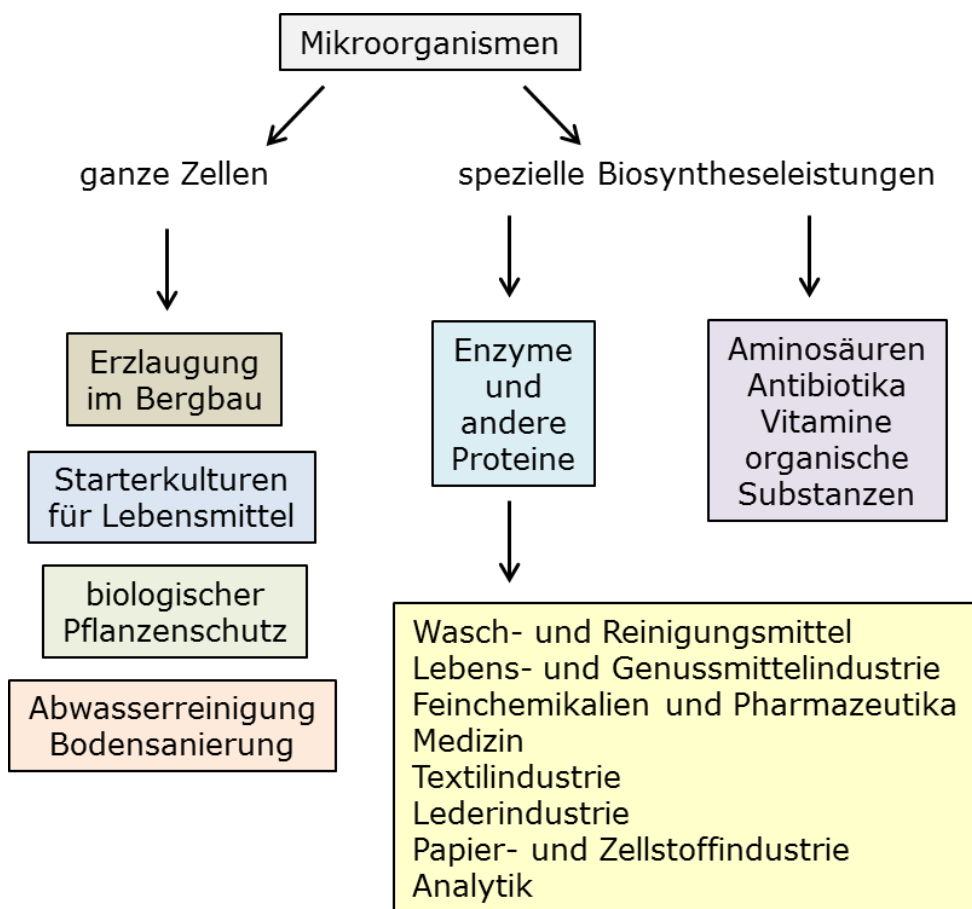 Mikroorganismen
ganze Zellen
spezielle Biosyntheseleistungen
Erzlaugung
im Bergbau
Starterkulturen
für Lebensmittel
biologischer
Pflanzenschutz
Abwasserreinigung
Bodensanierung
Enzyme
und
andere
Proteine
Aminosäuren
Antibiotika
Vitamine
organische
Substanzen
Wasch- und Reinigungsmittel
Lebens- und Genussmittelindustrie
Feinchemikalien und Pharmazeutika
Medizin
Textilindustrie
Lederindustrie
Papier- und Zellstoffindustrie
Analytik